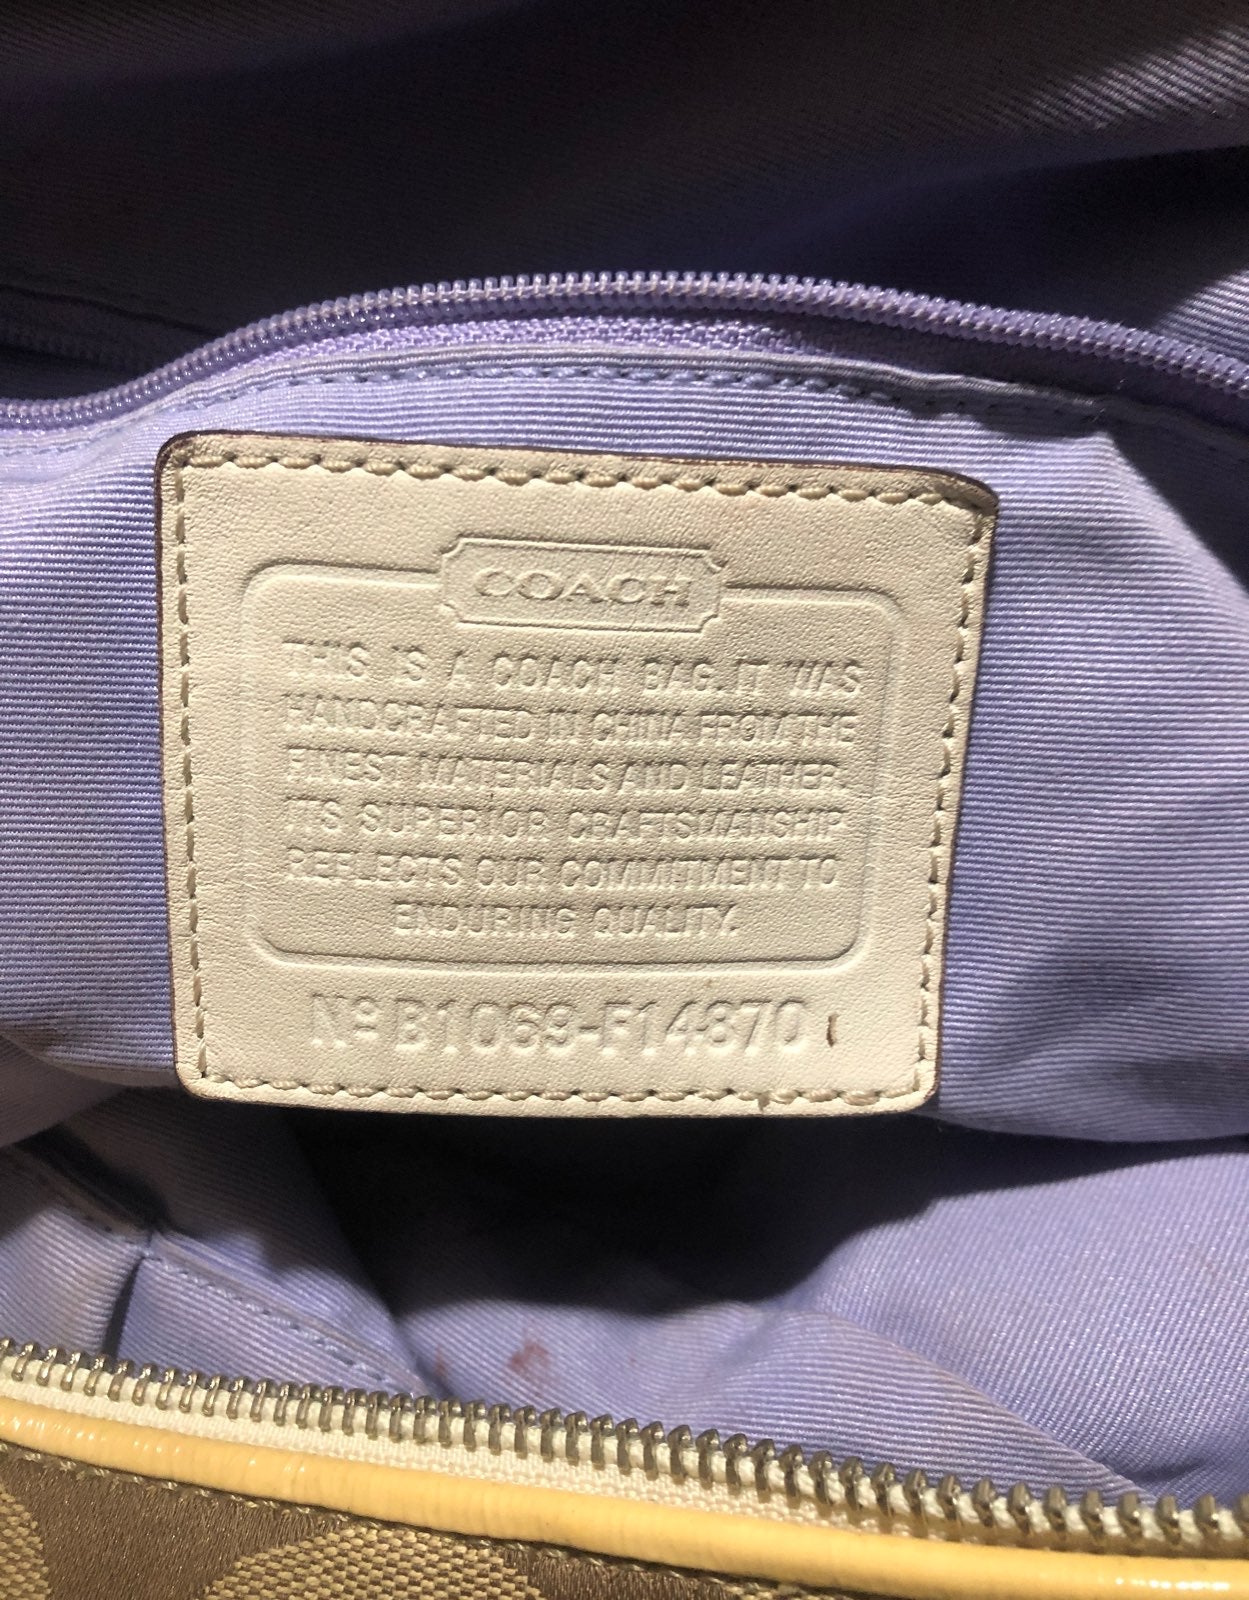 COACH
THIS IS A COACH BAG. IT WAS
HANDCRAFTED IN CHINA FROM THE
FINEST MATERIALS AND LEATHER.
ITS SUPERIOR CRAFTSMANSHIP
REFLECTS OUR COMMITMENT TO
ENDURING QUALITY.
Nº B1069-F14870